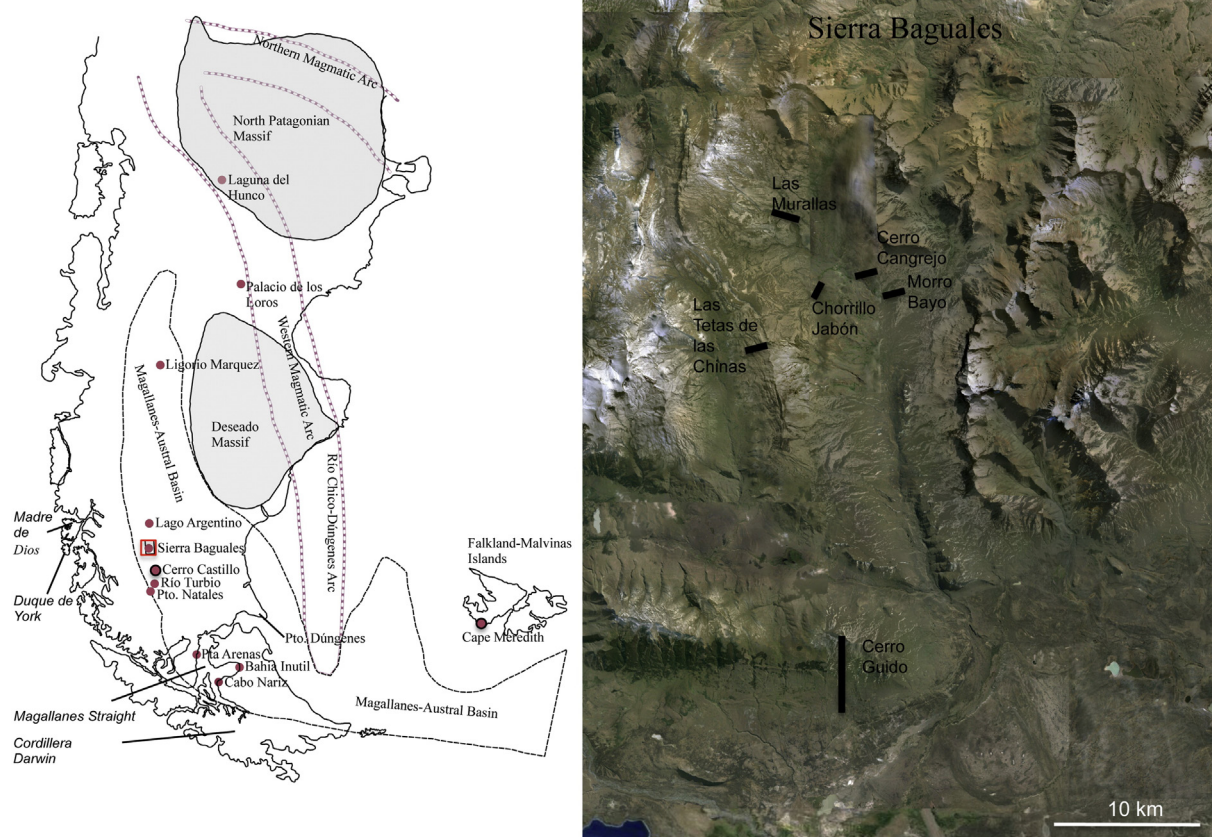 Northern Magmatic Arc
North Patagonian
Massif
Laguna del
Hunco
Palacio de los
Loros
Western Magmatic Arc
Ligorio Marquez
Magallanes-Austral Basin
Deseado
Massif
Río Chico-Dúngenes Arc
Lago Argentino
Madre
de
Dios
Sierra Baguales
Falkland-Malvinas
Islands
Cerro Castillo
Río Turbio
Pto. Natales
Duque de
York
Pto. Dúngenes
Cape Meredith
Pta Arenas
Bahía Inutil
Cabo Nariz
Magallanes-Austral Basin
Magallanes Straight
Cordillera
Darwin
Sierra Baguales
Las
Murallas
Cerro
Cangrejo
Morro
Bayo
Chorrillo
Jabón
Las
Tetas de
las
Chinas
Cerro
Guido
10 km